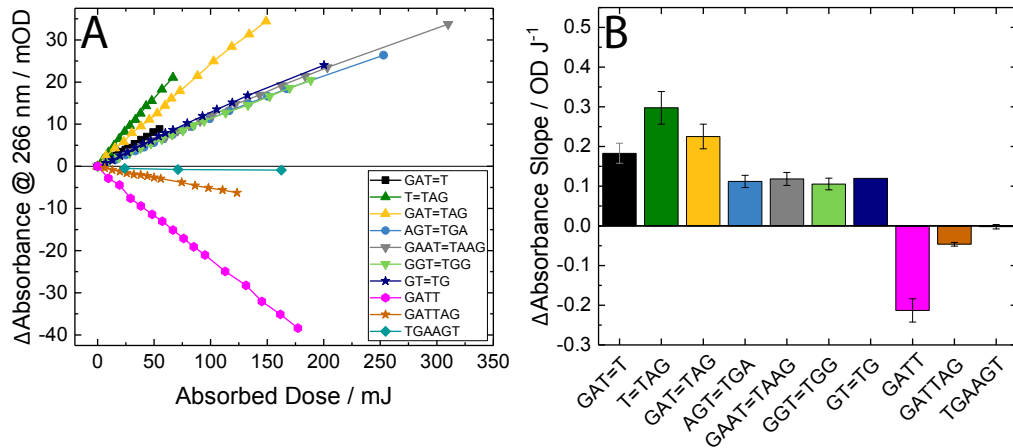 A
ΔAbsorbance @ 266 nm / mOD
30
20
10
0
-10
-20
-30
-40
0 50 100 150 200 250 300 350
Absorbed Dose / mJ
GAT=T
T=TAG
GAT=TAG
AGT=TGA
GAAT=TAAG
GGT=TGG
GT=TG
GATT
GATTAG
TGAAGT
B
ΔAbsorbance Slope / OD J⁻¹
0.5
0.4
0.3
0.2
0.1
0.0
-0.1
-0.2
-0.3
GAT=T
T=TAG
GAT=TAG
AGT=TGA
GAAT=TAAG
GGT=TGG
GT=TG
GATT
GATTAG
TGAAGT